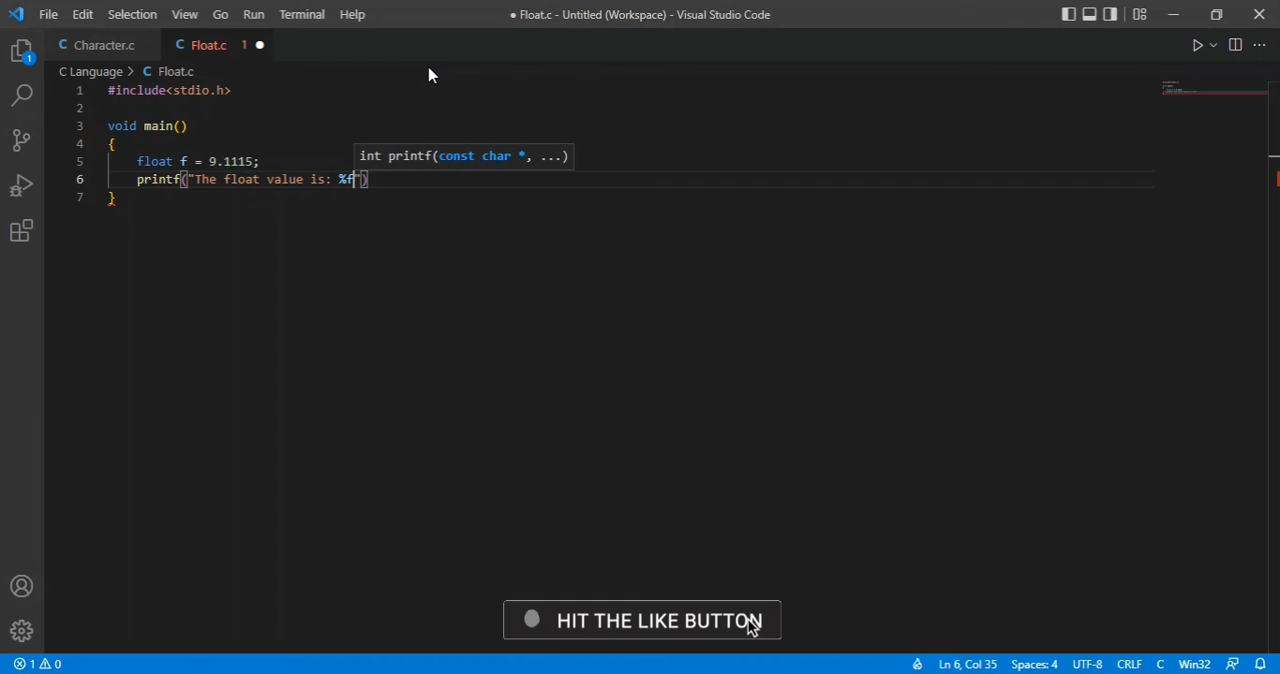 File Edit Selection View Go Run Terminal Help
● Float.c - Untitled (Workspace) - Visual Studio Code
C Character.c
C Float.c 1 ●
C Language > C Float.c
1 #include<stdio.h>
2
3 void main()
4 {
5 float f = 9.1115;
int printf(const char *, ...)
6 printf("The float value is: %f")
7 }
1
HIT THE LIKE BUTTON
1 0
Ln 6, Col 35 Spaces: 4 UTF-8 CRLF C Win32